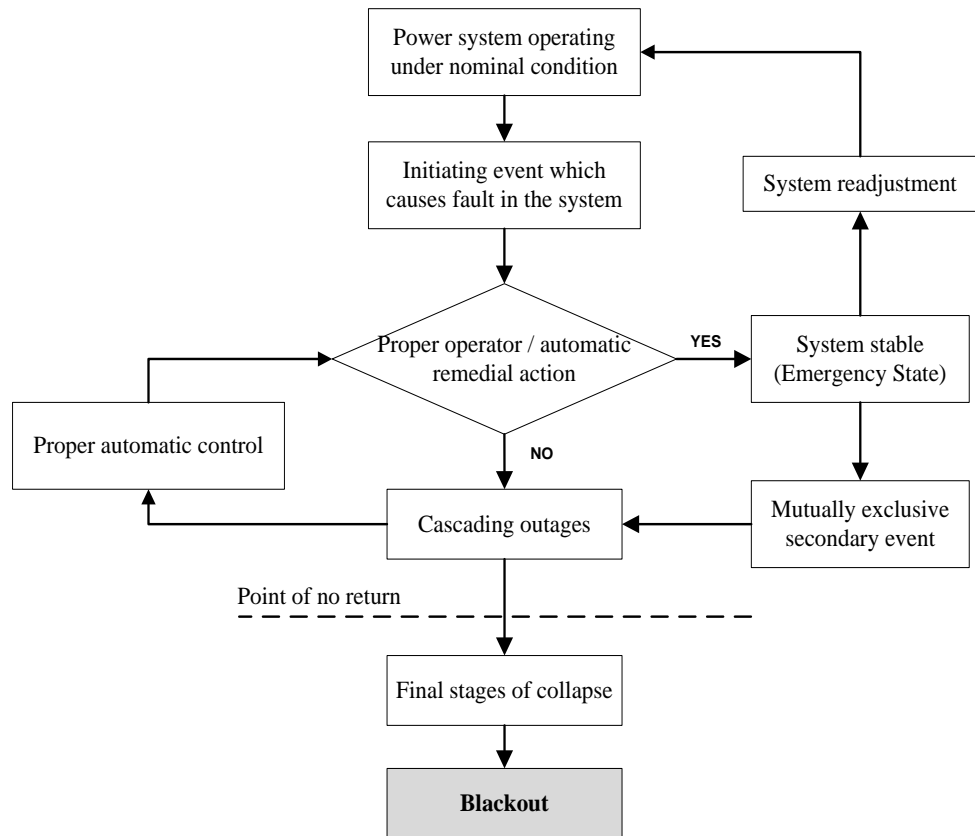 Power system operating
under nominal condition
Initiating event which
causes fault in the system
System readjustment
Proper operator / automatic
remedial action
YES
System stable
(Emergency State)
Proper automatic control
NO
Cascading outages
Mutually exclusive
secondary event
Point of no return
Final stages of collapse
Blackout